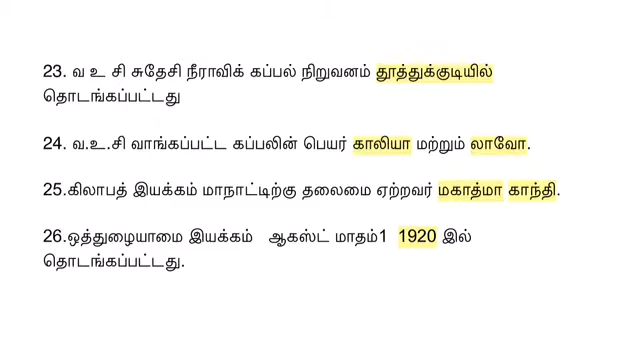 23. வ உ சி சுதேசி நீராவிக் கப்பல் நிறுவனம் தூத்துக்குடியில்
தொடங்கப்பட்டது
24. வ.உ.சி வாங்கப்பட்ட கப்பலின் பெயர் காலியா மற்றும் லாவோ.
25.கிலாபத் இயக்கம் மாநாட்டிற்கு தலைமை ஏற்றவர் மகாத்மா காந்தி.
26.ஒத்துழையாமை இயக்கம் ஆகஸ்ட் மாதம்1 1920 இல்
தொடங்கப்பட்டது.